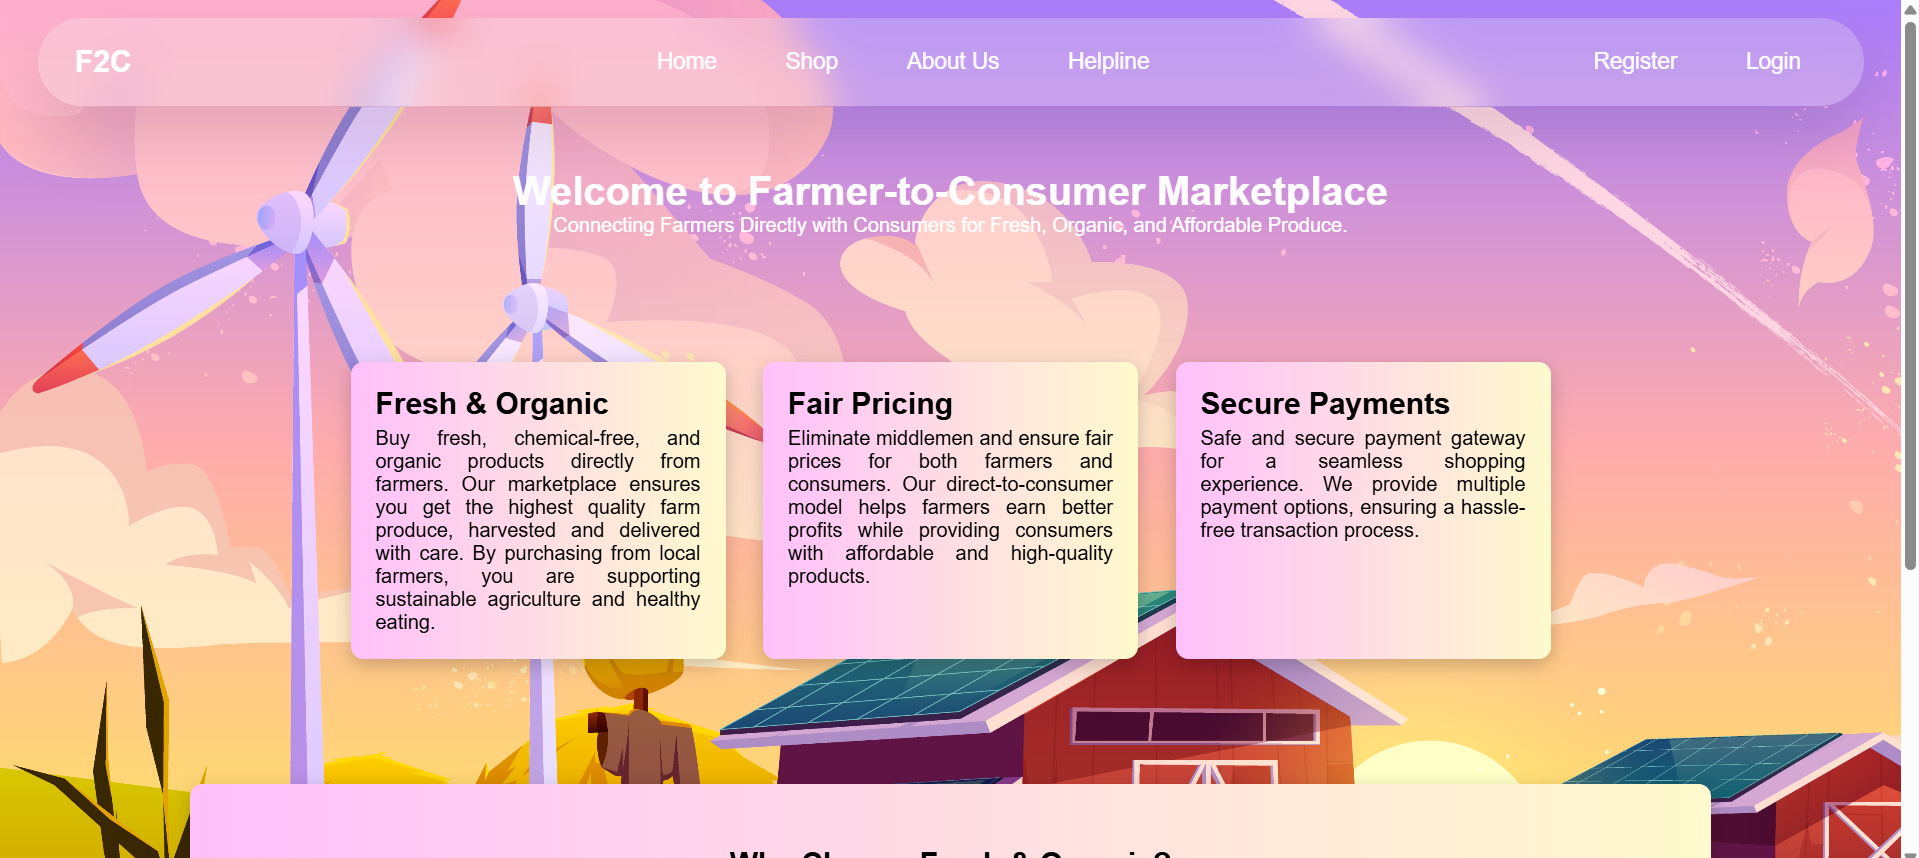 F2C
Home
Shop
About Us
Helpline
Register
Login
Welcome to Farmer-to-Consumer Marketplace
Connecting Farmers Directly with Consumers for Fresh, Organic, and Affordable Produce.
Fresh & Organic
Buy fresh, chemical-free, and
organic products directly from
farmers. Our marketplace ensures
you get the highest quality farm
produce, harvested and delivered
with care. By purchasing from local
farmers, you are supporting
sustainable agriculture and healthy
eating.
Fair Pricing
Eliminate middlemen and ensure fair
prices for both farmers and
consumers. Our direct-to-consumer
model helps farmers earn better
profits while providing consumers
with affordable and high-quality
products.
Secure Payments
Safe and secure payment gateway
for a seamless shopping
experience. We provide multiple
payment options, ensuring a hassle-
free transaction process.
Why Choose Fresh & Organic?